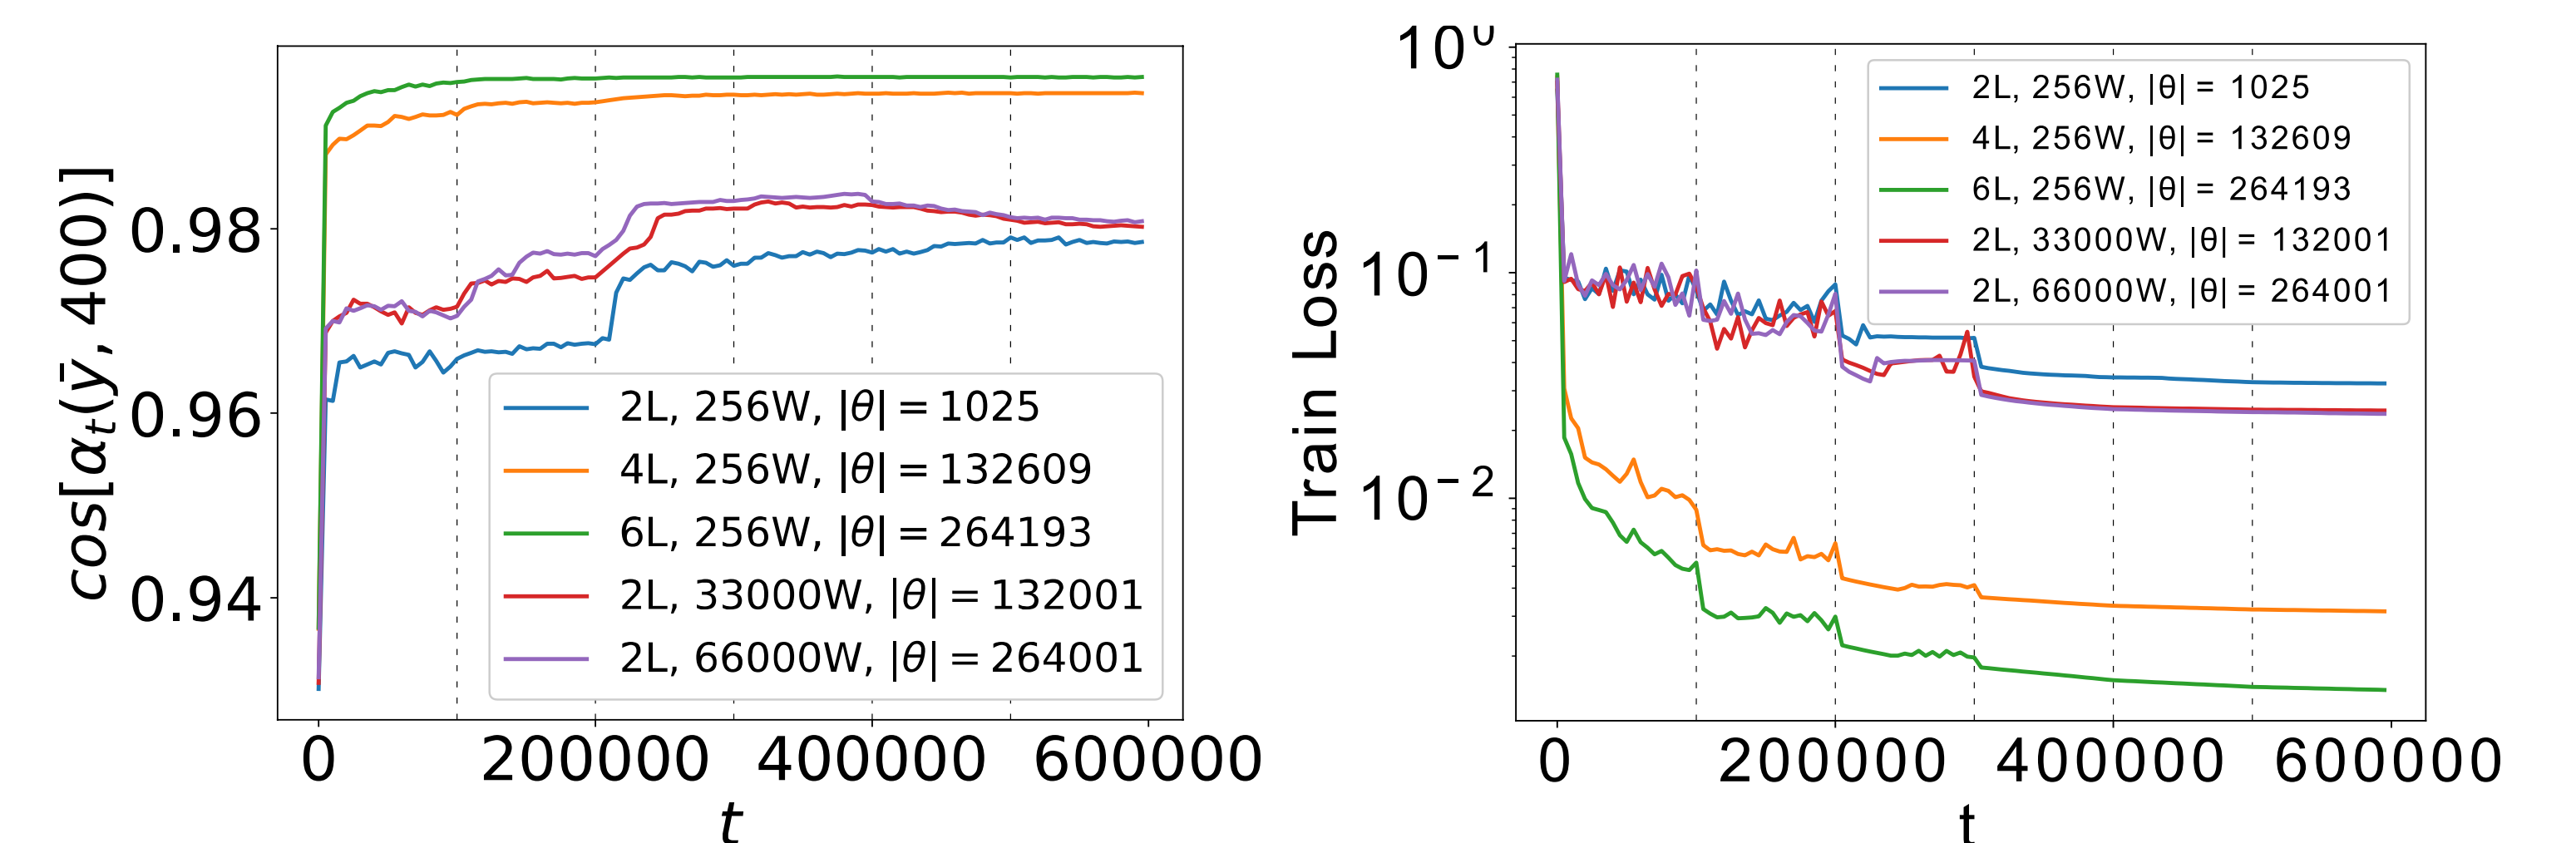 cos[αₜ(ȳ, 400)]
0.98
0.96
0.94
2L, 256W, |θ| = 1025
4L, 256W, |θ| = 132609
6L, 256W, |θ| = 264193
2L, 33000W, |θ| = 132001
2L, 66000W, |θ| = 264001
0 200000 400000 600000
t
Train Loss
10⁰
10⁻¹
10⁻²
2L, 256W, |θ| = 1025
4L, 256W, |θ| = 132609
6L, 256W, |θ| = 264193
2L, 33000W, |θ| = 132001
2L, 66000W, |θ| = 264001
0 200000 400000 600000
t